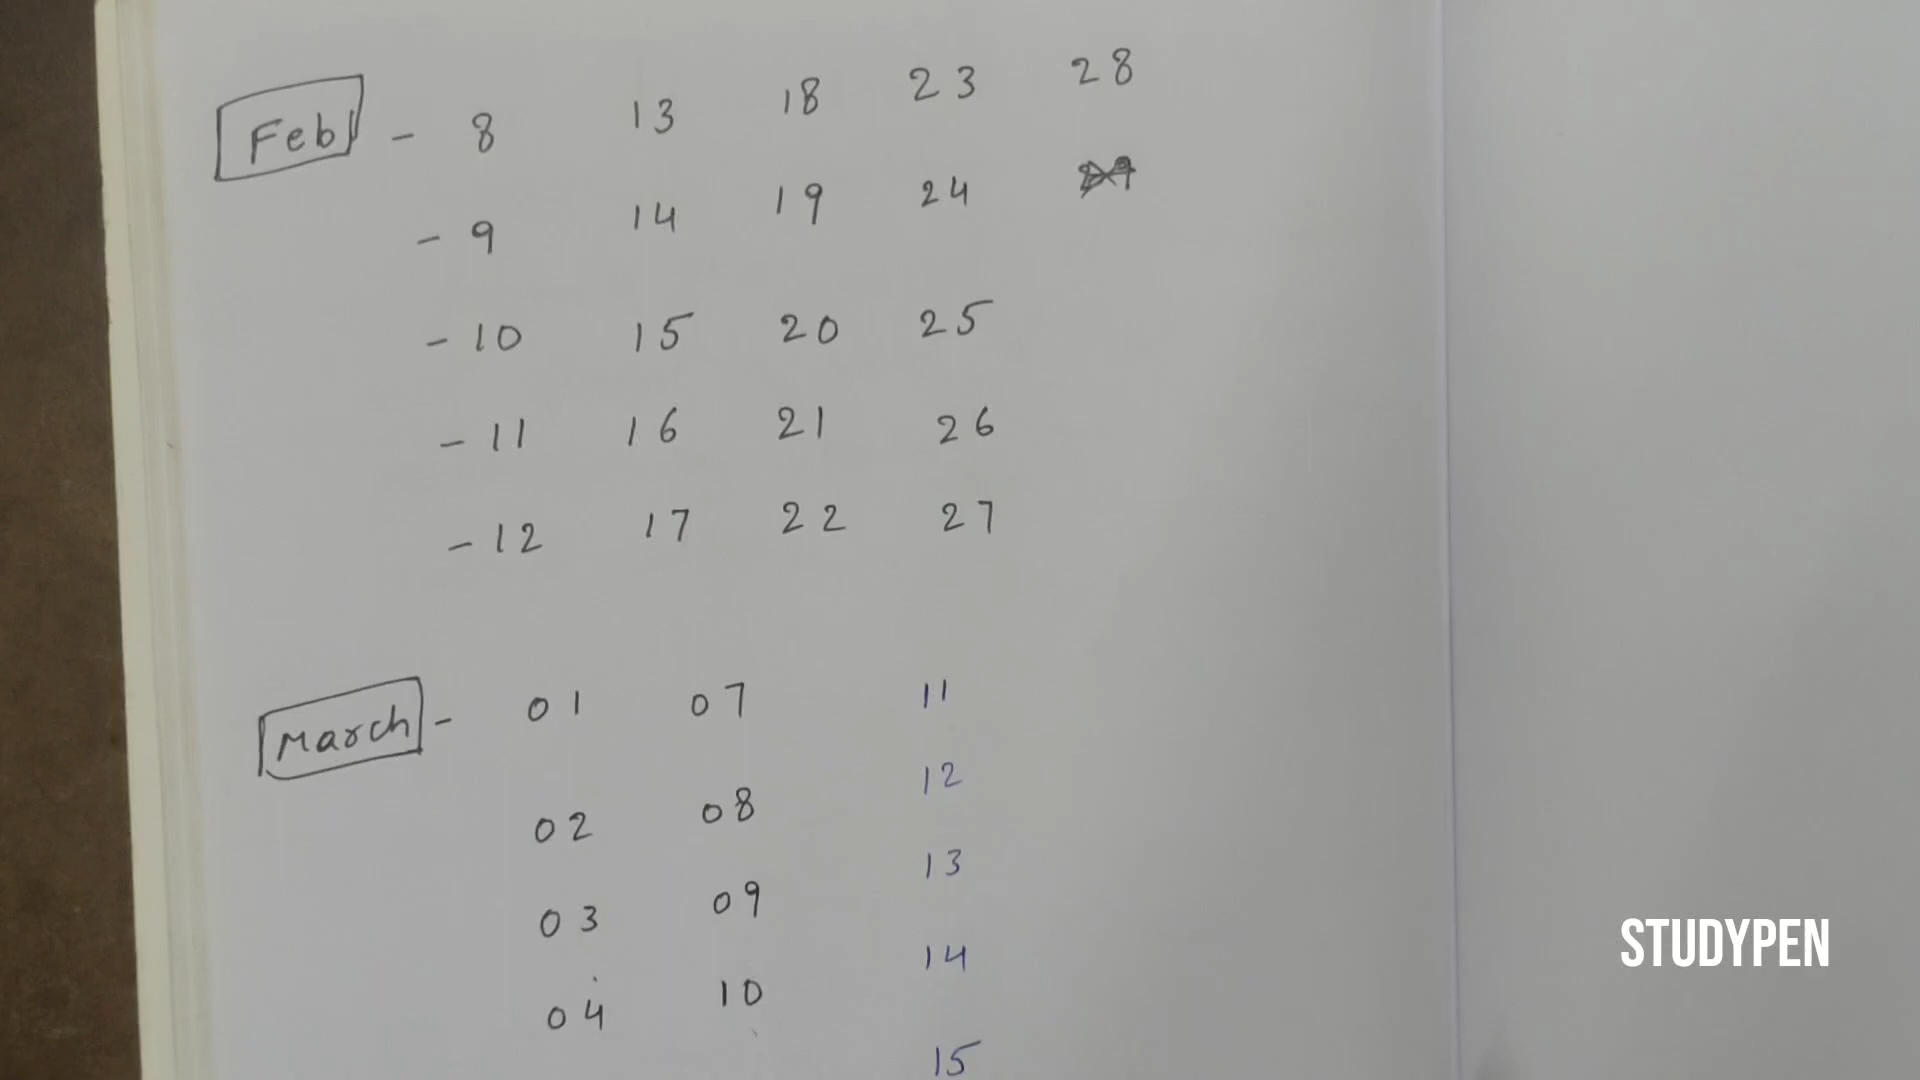 Feb - 8 13 18 23 28
- 9 14 19 24
- 10 15 20 25
- 11 16 21 26
- 12 17 22 27
March - 01 07 11
02 08 12
03 09 13
04 10 14
15
STUDYPEN